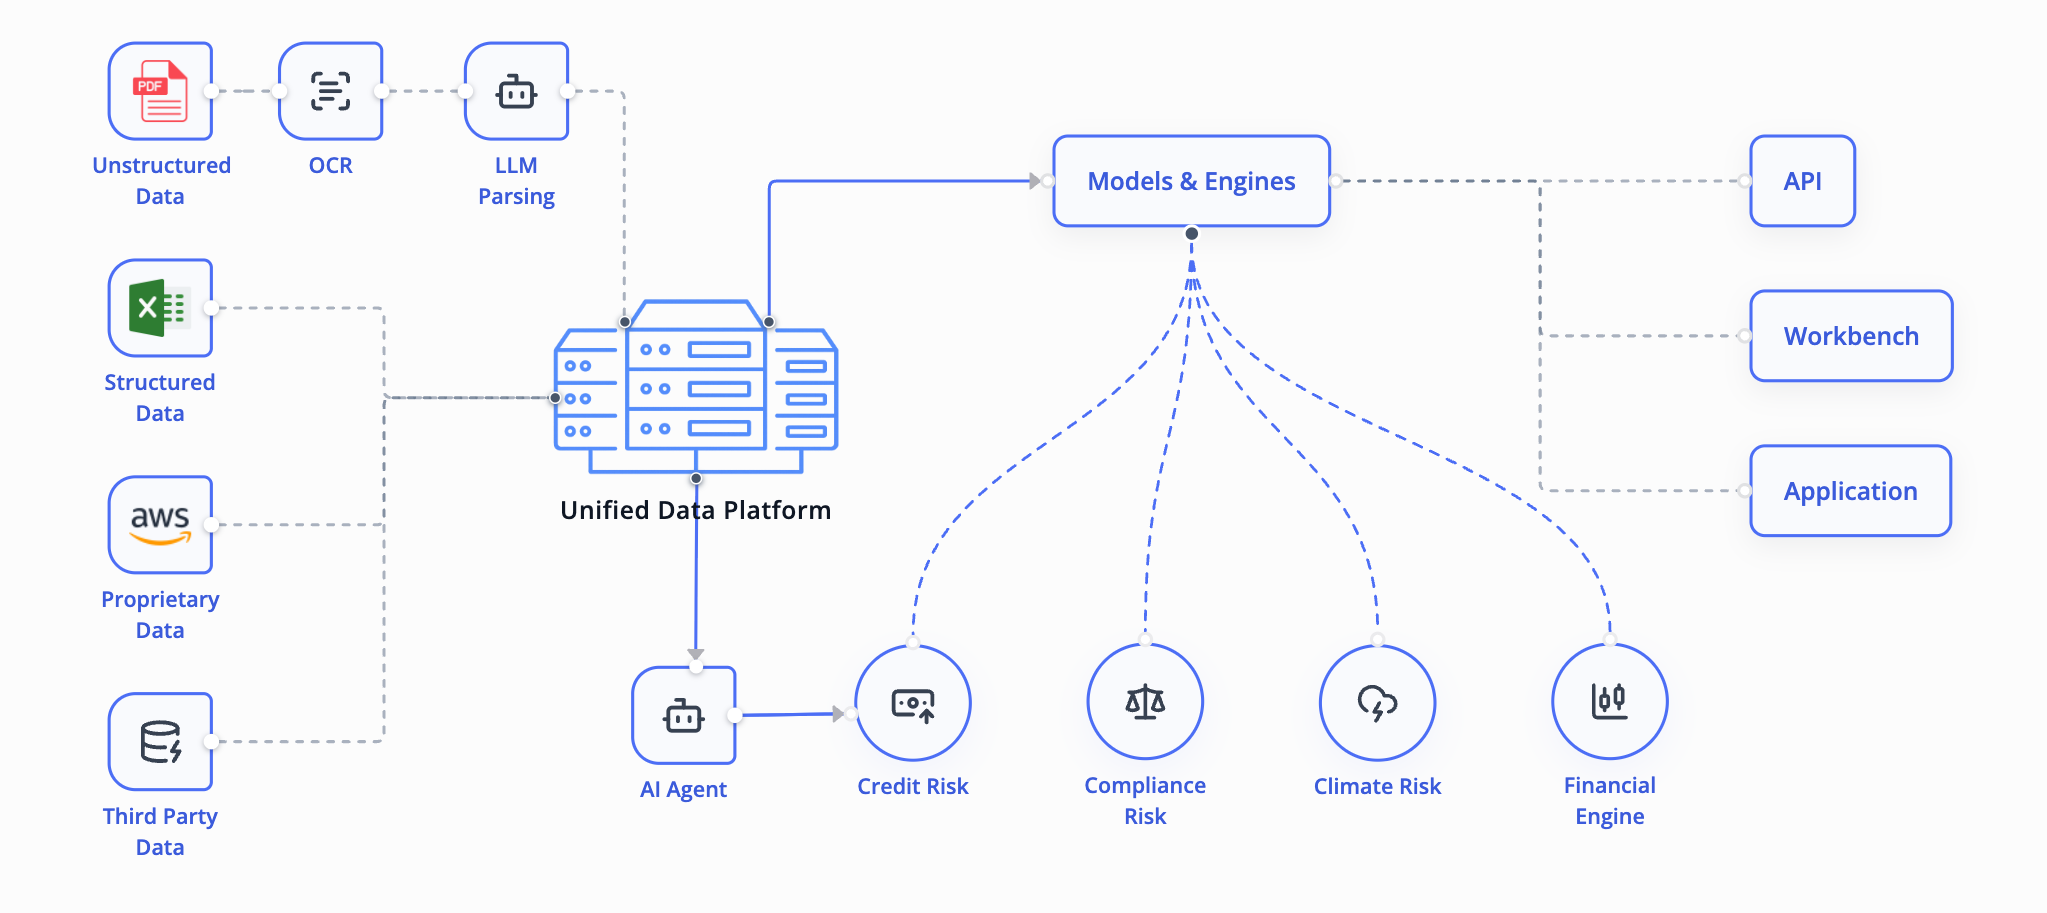 PDF
Unstructured
Data
OCR
LLM
Parsing
Models & Engines
API
X
Structured
Data
Workbench
aws
Proprietary
Data
Unified Data Platform
Application
Third Party
Data
AI Agent
Credit Risk
Compliance
Risk
Climate Risk
Financial
Engine